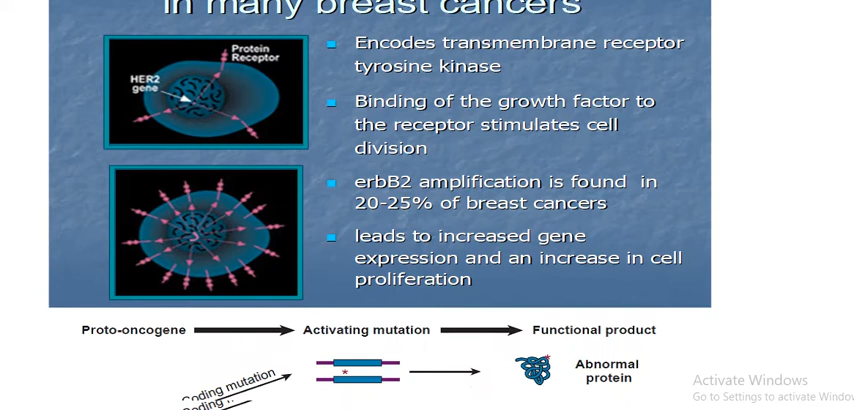 in many breast cancers
Protein
Receptor
HER2
gene
Encodes transmembrane receptor
tyrosine kinase
Binding of the growth factor to
the receptor stimulates cell
division
erbB2 amplification is found in
20-25% of breast cancers
leads to increased gene
expression and an increase in cell
proliferation
Proto-oncogene
Activating mutation
Functional product
Coding mutation
Abnormal
protein
Activate Windows
Go to Settings to activate Window